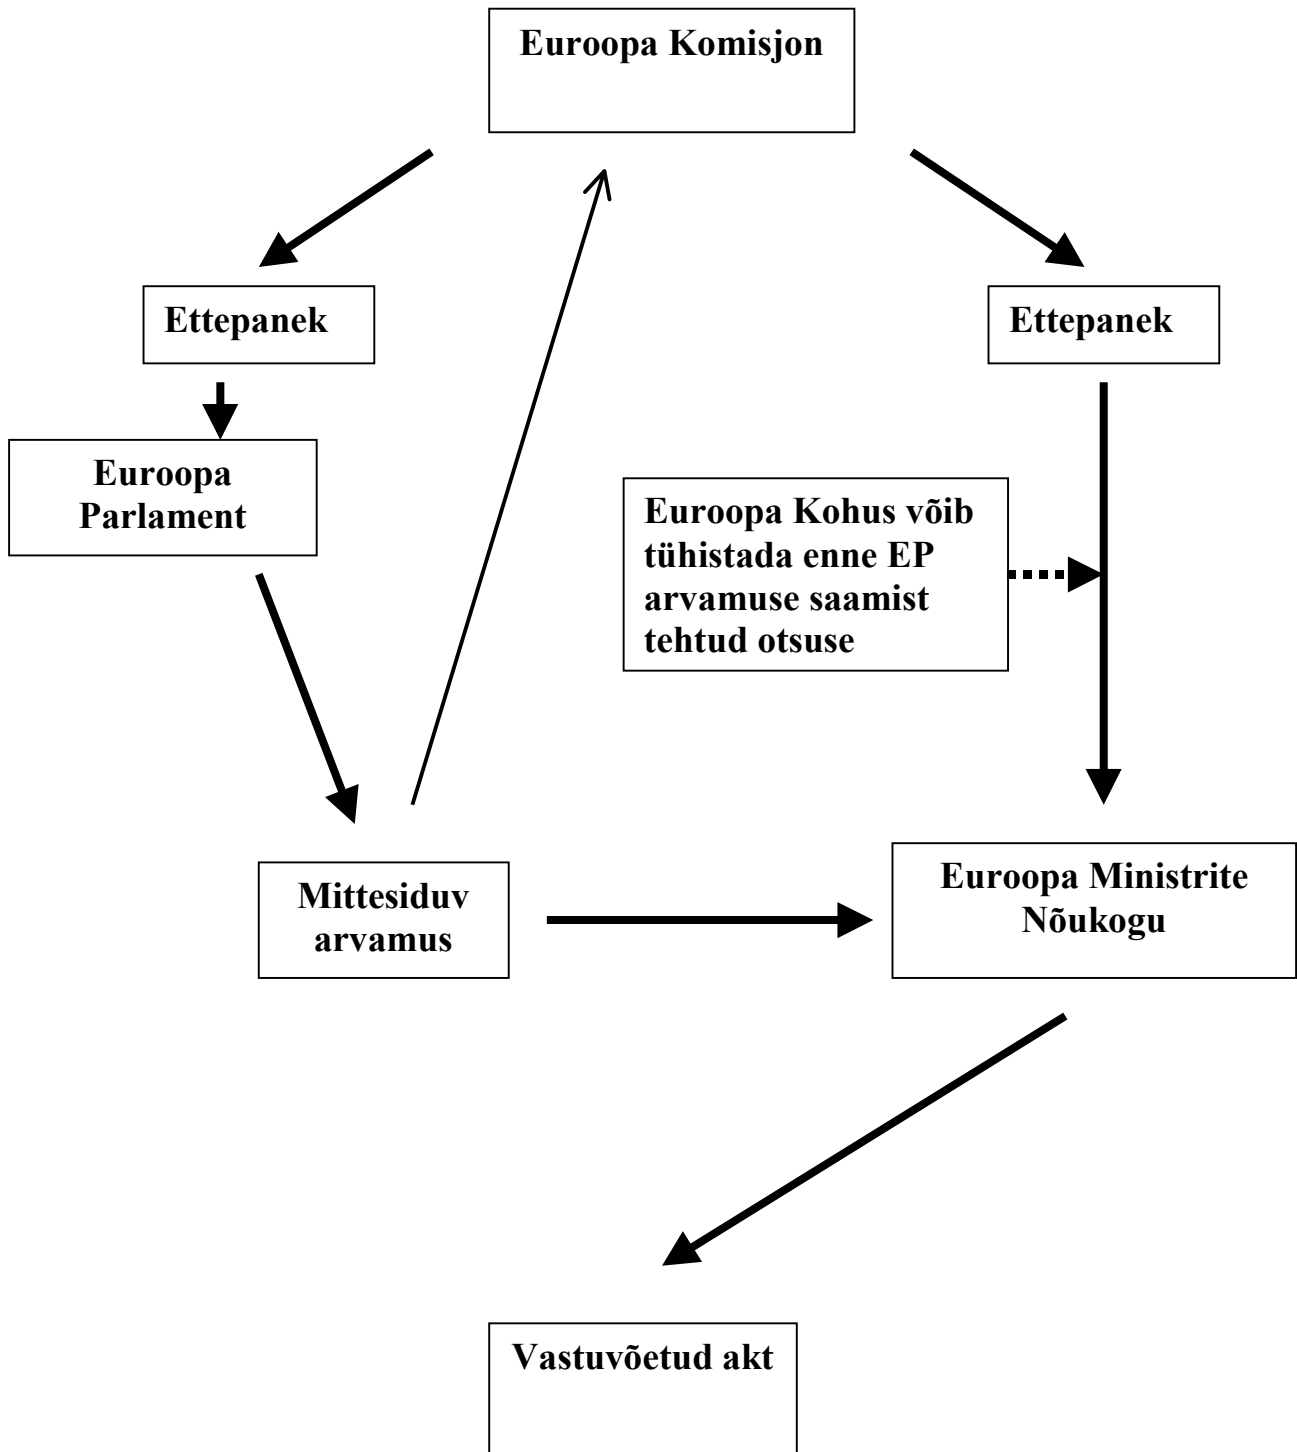 Euroopa Komisjon
Ettepanek
Ettepanek
Euroopa
Parlament
Euroopa Kohus võib
tühistada enne EP
arvamuse saamist
tehtud otsuse
Mittesiduv
arvamus
Euroopa Ministrite
Nõukogu
Vastuvõetud akt